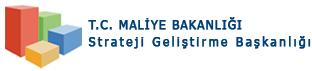 T.C. MALİYE BAKANLIĞI
Strateji Geliştirme Başkanlığı